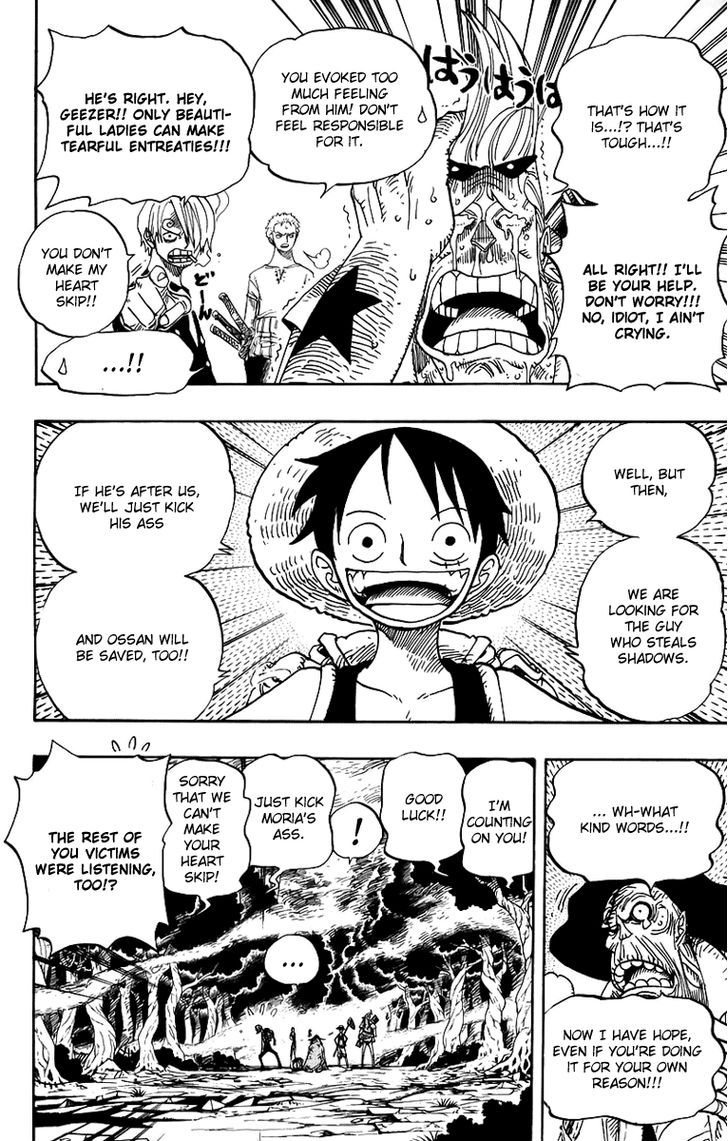 THAT'S HOW IT
IS...!? THAT'S
TOUGH...!!
ALL RIGHT!! I'LL
BE YOUR HELP.
DON'T WORRY!!!
NO, IDIOT, I AIN'T
CRYING.
はうはうは
YOU EVOKED TOO
MUCH FEELING
FROM HIM! DON'T
FEEL RESPONSIBLE
FOR IT.
HE'S RIGHT. HEY,
GEEZER!! ONLY BEAUTI-
FUL LADIES CAN MAKE
TEARFUL ENTREATIES!!!
YOU DON'T
MAKE MY
HEART
SKIP!!
どーん
...!!
WELL, BUT
THEN,
WE ARE
LOOKING FOR
THE GUY
WHO STEALS
SHADOWS.
IF HE'S AFTER US,
WE'LL JUST KICK
HIS ASS
AND OSSAN WILL
BE SAVED, TOO!!
... WH-WHAT
KIND WORDS...!!
NOW I HAVE HOPE,
EVEN IF YOU'RE DOING
IT FOR YOUR OWN
REASON!!!
I'M
COUNTING
ON YOU!
GOOD
LUCK!!
!
JUST KICK
MORIA'S
ASS.
SORRY
THAT WE
CAN'T
MAKE
YOUR
HEART
SKIP!
THE REST OF
YOU VICTIMS
WERE LISTENING,
TOO!?
...